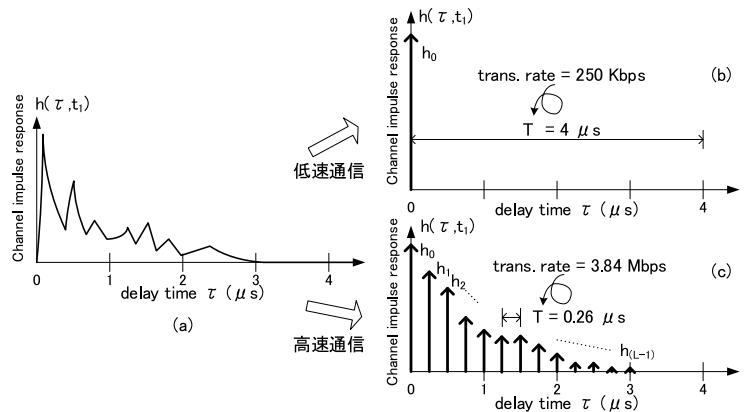 h(τ,t₁)
Channel impulse response
0 1 2 3 4
delay time τ (μs)
(a)
低速通信
高速通信
h(τ,t₁)
Channel impulse response
h₀
trans. rate = 250 Kbps
(b)
T = 4 μs
0 1 2 3 4
delay time τ (μs)
h(τ,t₁)
Channel impulse response
h₀
h₁
h₂
trans. rate = 3.84 Mbps
(c)
T = 0.26 μs
h(L-1)
0 1 2 3 4
delay time τ (μs)